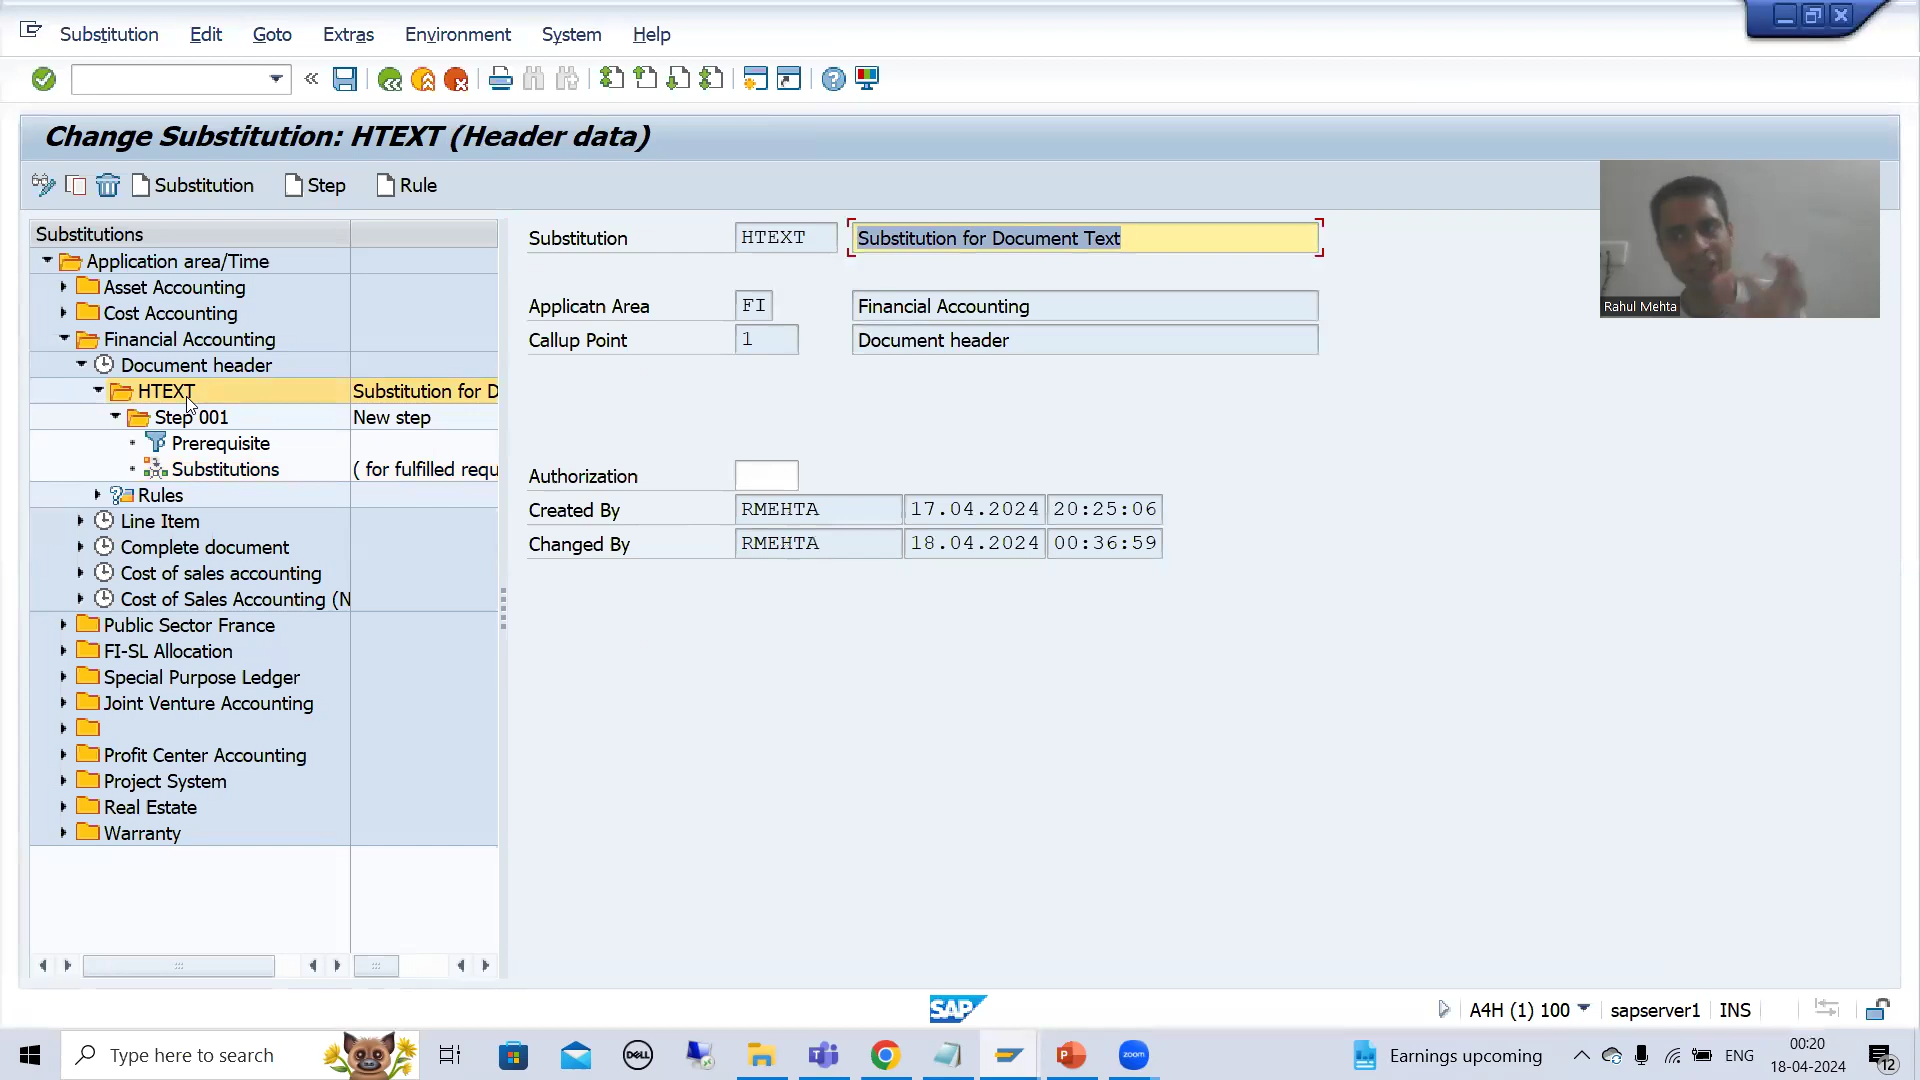 Substitution Edit Goto Extras Environment System Help
Change Substitution: HTEXT (Header data)
Substitution Step Rule
Substitutions
Application area/Time
Asset Accounting
Cost Accounting
Financial Accounting
Document header
HTEXT Substitution for D
Step 001 New step
Prerequisite
Substitutions ( for fulfilled requ
Rules
Line Item
Complete document
Cost of sales accounting
Cost of Sales Accounting (N
Public Sector France
FI-SL Allocation
Special Purpose Ledger
Joint Venture Accounting
Profit Center Accounting
Project System
Real Estate
Warranty
Substitution HTEXT Substitution for Document Text
Applicatn Area FI Financial Accounting
Callup Point 1 Document header
Authorization
Created By RMEHTA 17.04.2024 20:25:06
Changed By RMEHTA 18.04.2024 00:36:59
Rahul Mehta
SAP
A4H (1) 100 sapserver1 INS
Type here to search
DELL
zoom
Earnings upcoming
ENG
00:20
18-04-2024
12